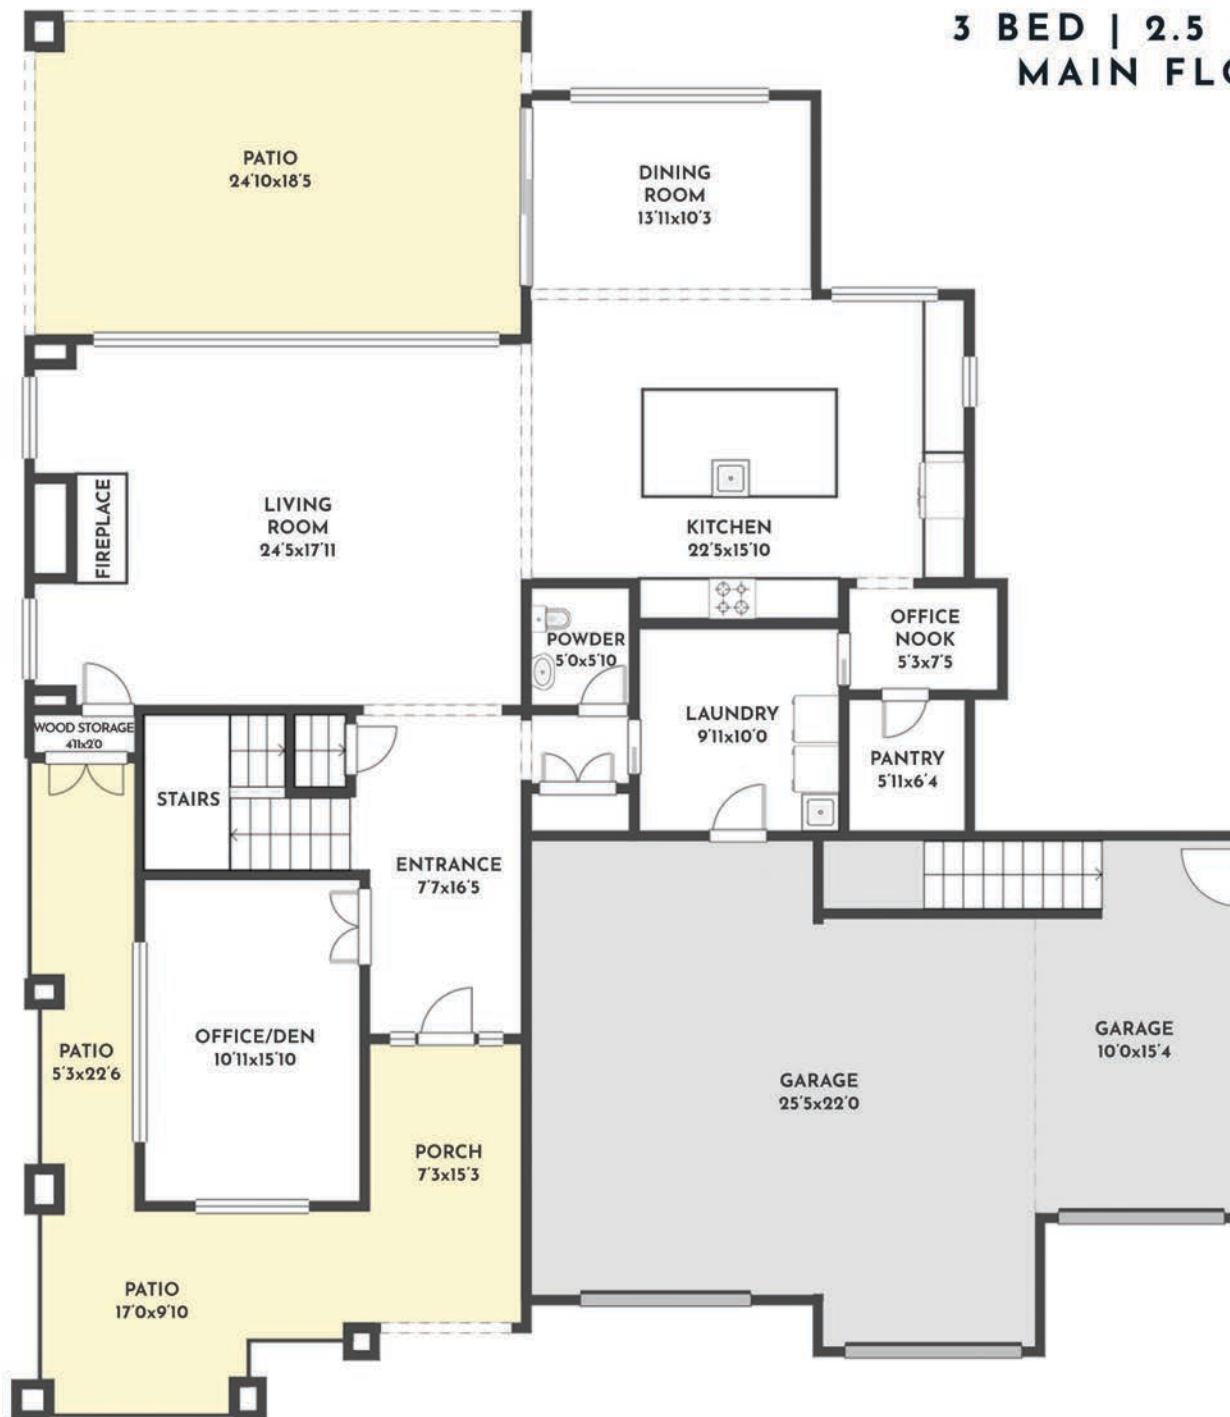 3 BED | 2.5
MAIN FLO
PATIO
24'10x18'5
DINING
ROOM
13'11x10'3
FIREPLACE
LIVING
ROOM
24'5x17'11
KITCHEN
22'5x15'10
POWDER
5'0x5'10
OFFICE
NOOK
5'3x7'5
WOOD STORAGE
4'11x2'0
LAUNDRY
9'11x10'0
PANTRY
5'11x6'4
STAIRS
ENTRANCE
7'7x16'5
OFFICE/DEN
10'11x15'10
PATIO
5'3x22'6
GARAGE
10'0x15'4
GARAGE
25'5x22'0
PORCH
7'3x15'3
PATIO
17'0x9'10